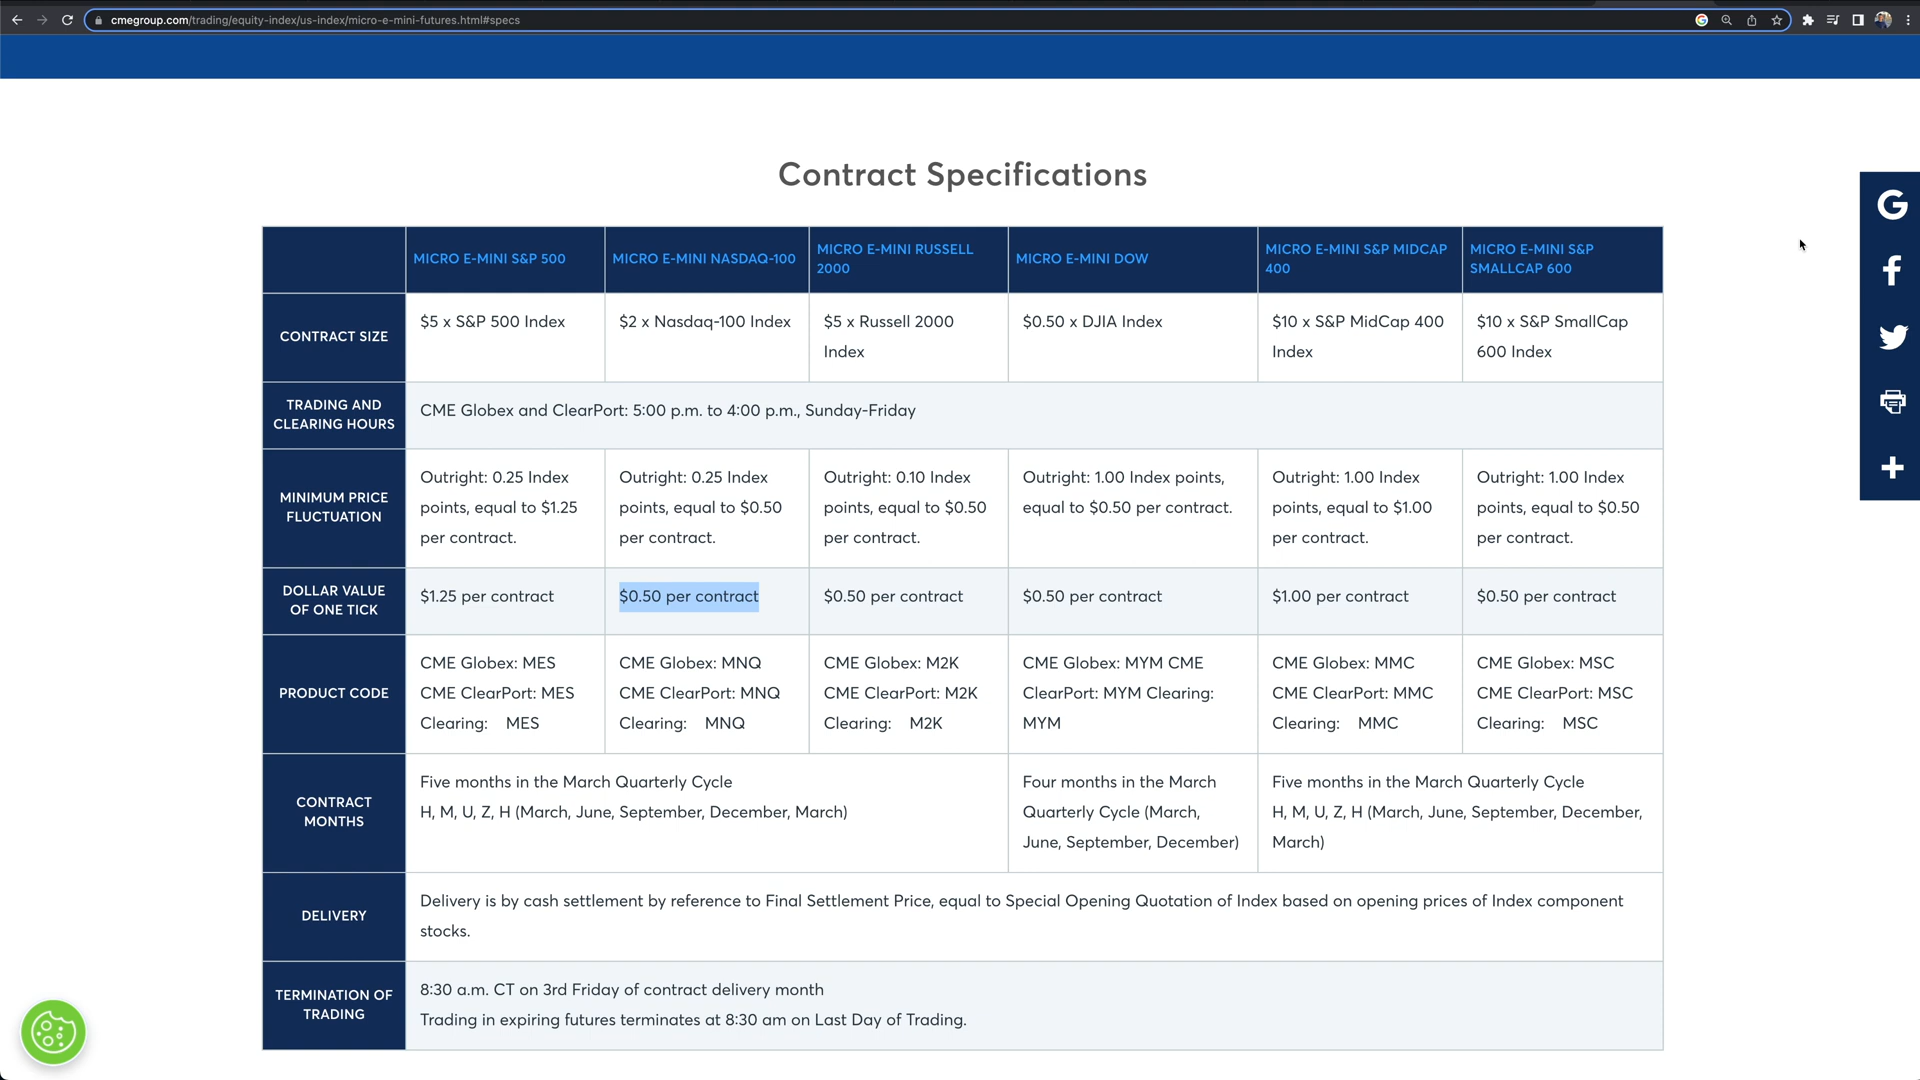 cmegroup.com/trading/equity-index/us-index/micro-e-mini-futures.html#specs
Contract Specifications
MICRO E-MINI S&P 500
MICRO E-MINI NASDAQ-100
MICRO E-MINI RUSSELL
2000
MICRO E-MINI DOW
MICRO E-MINI S&P MIDCAP
400
MICRO E-MINI S&P
SMALLCAP 600
CONTRACT SIZE
$5 x S&P 500 Index
$2 x Nasdaq-100 Index
$5 x Russell 2000
Index
$0.50 x DJIA Index
$10 x S&P MidCap 400
Index
$10 x S&P SmallCap
600 Index
TRADING AND
CLEARING HOURS
CME Globex and ClearPort: 5:00 p.m. to 4:00 p.m., Sunday-Friday
MINIMUM PRICE
FLUCTUATION
Outright: 0.25 Index
points, equal to $1.25
per contract.
Outright: 0.25 Index
points, equal to $0.50
per contract.
Outright: 0.10 Index
points, equal to $0.50
per contract.
Outright: 1.00 Index points,
equal to $0.50 per contract.
Outright: 1.00 Index
points, equal to $1.00
per contract.
Outright: 1.00 Index
points, equal to $0.50
per contract.
DOLLAR VALUE
OF ONE TICK
$1.25 per contract
$0.50 per contract
$0.50 per contract
$0.50 per contract
$1.00 per contract
$0.50 per contract
PRODUCT CODE
CME Globex: MES
CME ClearPort: MES
Clearing: MES
CME Globex: MNQ
CME ClearPort: MNQ
Clearing: MNQ
CME Globex: M2K
CME ClearPort: M2K
Clearing: M2K
CME Globex: MYM CME
ClearPort: MYM Clearing:
MYM
CME Globex: MMC
CME ClearPort: MMC
Clearing: MMC
CME Globex: MSC
CME ClearPort: MSC
Clearing: MSC
CONTRACT
MONTHS
Five months in the March Quarterly Cycle
H, M, U, Z, H (March, June, September, December, March)
Four months in the March
Quarterly Cycle (March,
June, September, December)
Five months in the March Quarterly Cycle
H, M, U, Z, H (March, June, September, December,
March)
DELIVERY
Delivery is by cash settlement by reference to Final Settlement Price, equal to Special Opening Quotation of Index based on opening prices of Index component
stocks.
TERMINATION OF
TRADING
8:30 a.m. CT on 3rd Friday of contract delivery month
Trading in expiring futures terminates at 8:30 am on Last Day of Trading.